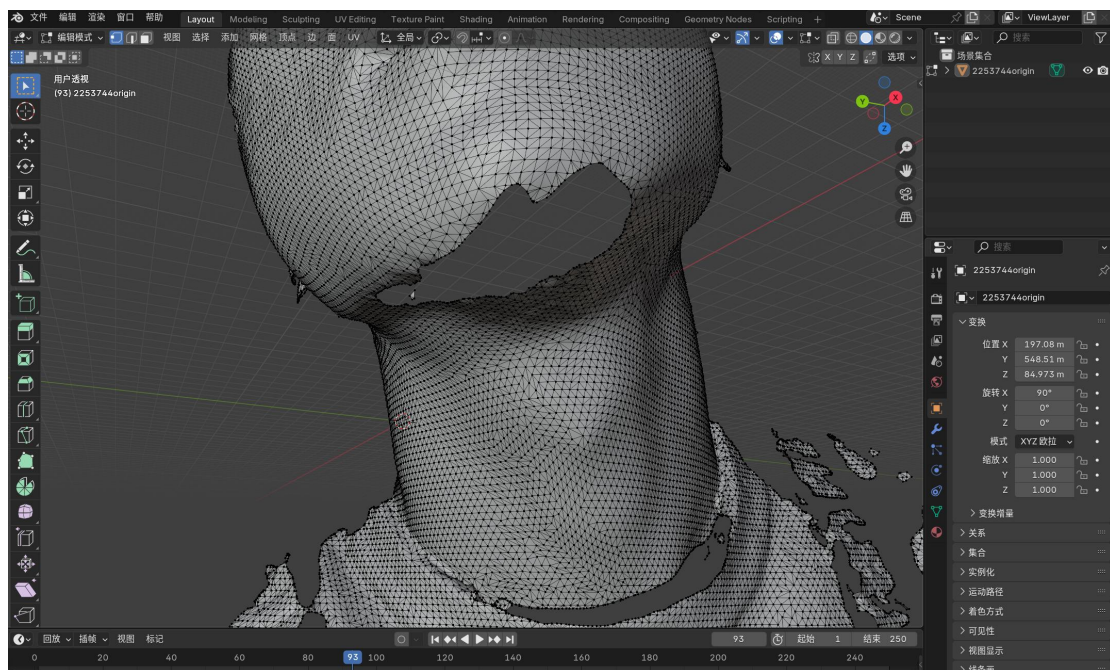 文件 编辑 渲染 窗口 帮助 Layout Modeling Sculpting UV Editing Texture Paint Shading Animation Rendering Compositing Geometry Nodes Scripting + Scene ViewLayer
编辑模式 视图 选择 添加 网格 顶点 边 面 UV 全局 搜索
X Y Z 选项
场景集合
2253744origin
用户透视
(93) 2253744origin
Y X Z
搜索
2253744origin
2253744origin
变换
位置 X 197.08 m
Y 548.51 m
Z 84.973 m
旋转 X 90°
Y 0°
Z 0°
模式 XYZ 欧拉
缩放 X 1.000
Y 1.000
Z 1.000
变换增量
关系
集合
实例化
运动路径
着色方式
可见性
视图显示
线条画
回放 插帧 视图 标记 93 起始 1 结束 250
0 20 40 60 80 93 100 120 140 160 180 200 220 240